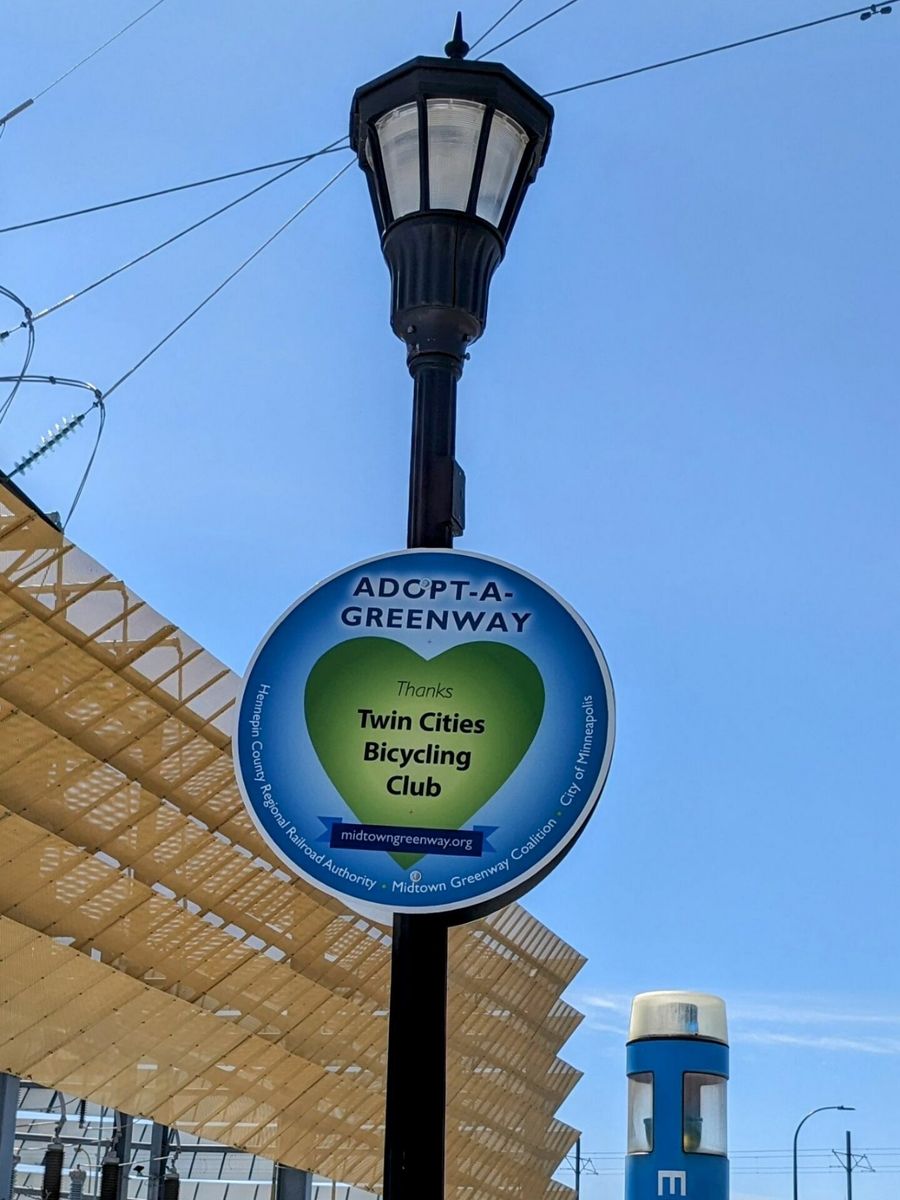 ADOPT-A-
GREENWAY
Thanks
Twin Cities
Bicycling
Club
midtowngreenway.org
Hennepin County Regional Railroad Authority • Midtown Greenway Coalition • City of Minneapolis
E